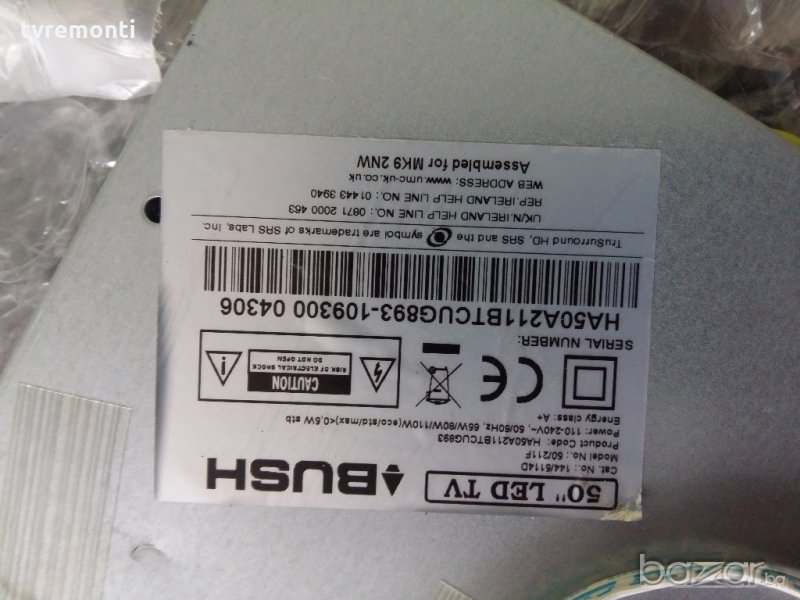 tvremonti
50" LED TV
BUSH
Cat. No.: 144/5114D
Model No.: 50/211F
Product Code: HA50A211BTCUG893
Power: 110-240V~, 50/60Hz, 65W/80W/110W(eco/std/max)<0,5W stb
Energy class: A+
CAUTION
RISK OF ELECTRICAL SHOCK
DO NOT OPEN
SERIAL NUMBER:
HA50A211BTCUG893-109300 04306
TruSurround HD, SRS and the symbol are trademarks of SRS Labs, Inc.
UK/N.IRELAND HELP LINE NO.: 0871 2000 463
REP.IRELAND HELP LINE NO.: 01443 3940
WEB ADDRESS: www.umc-uk.co.uk
Assembled for MK9 2NW
bazar.bg